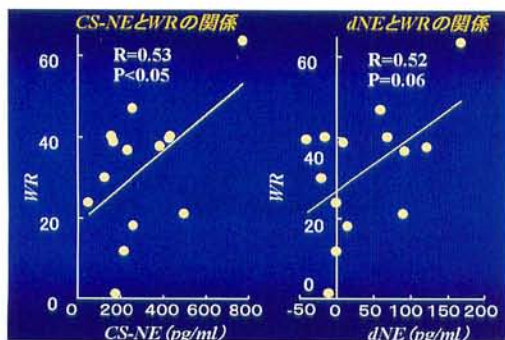 CS-NEとWRの関係
R=0.53
P<0.05
WR
60
40
20
0
0 200 400 600 800
CS-NE (pg/ml)
dNEとWRの関係
R=0.52
P=0.06
WR
60
40
20
0
-50 0 50 100 150 200
dNE (pg/ml)